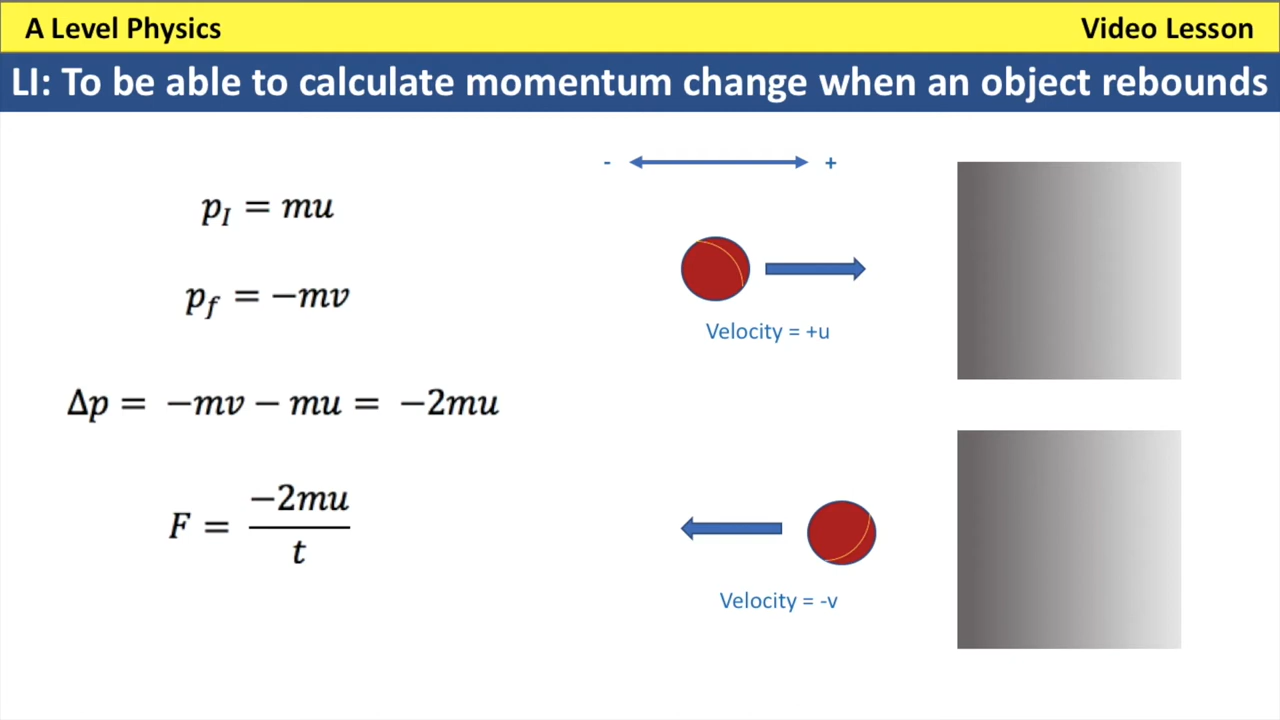 A Level Physics
Video Lesson
LI: To be able to calculate momentum change when an object rebounds
- +
p_I = mu
p_f = −mv
Δp = −mv − mu = −2mu
F = −2mu / t
Velocity = +u
Velocity = -v